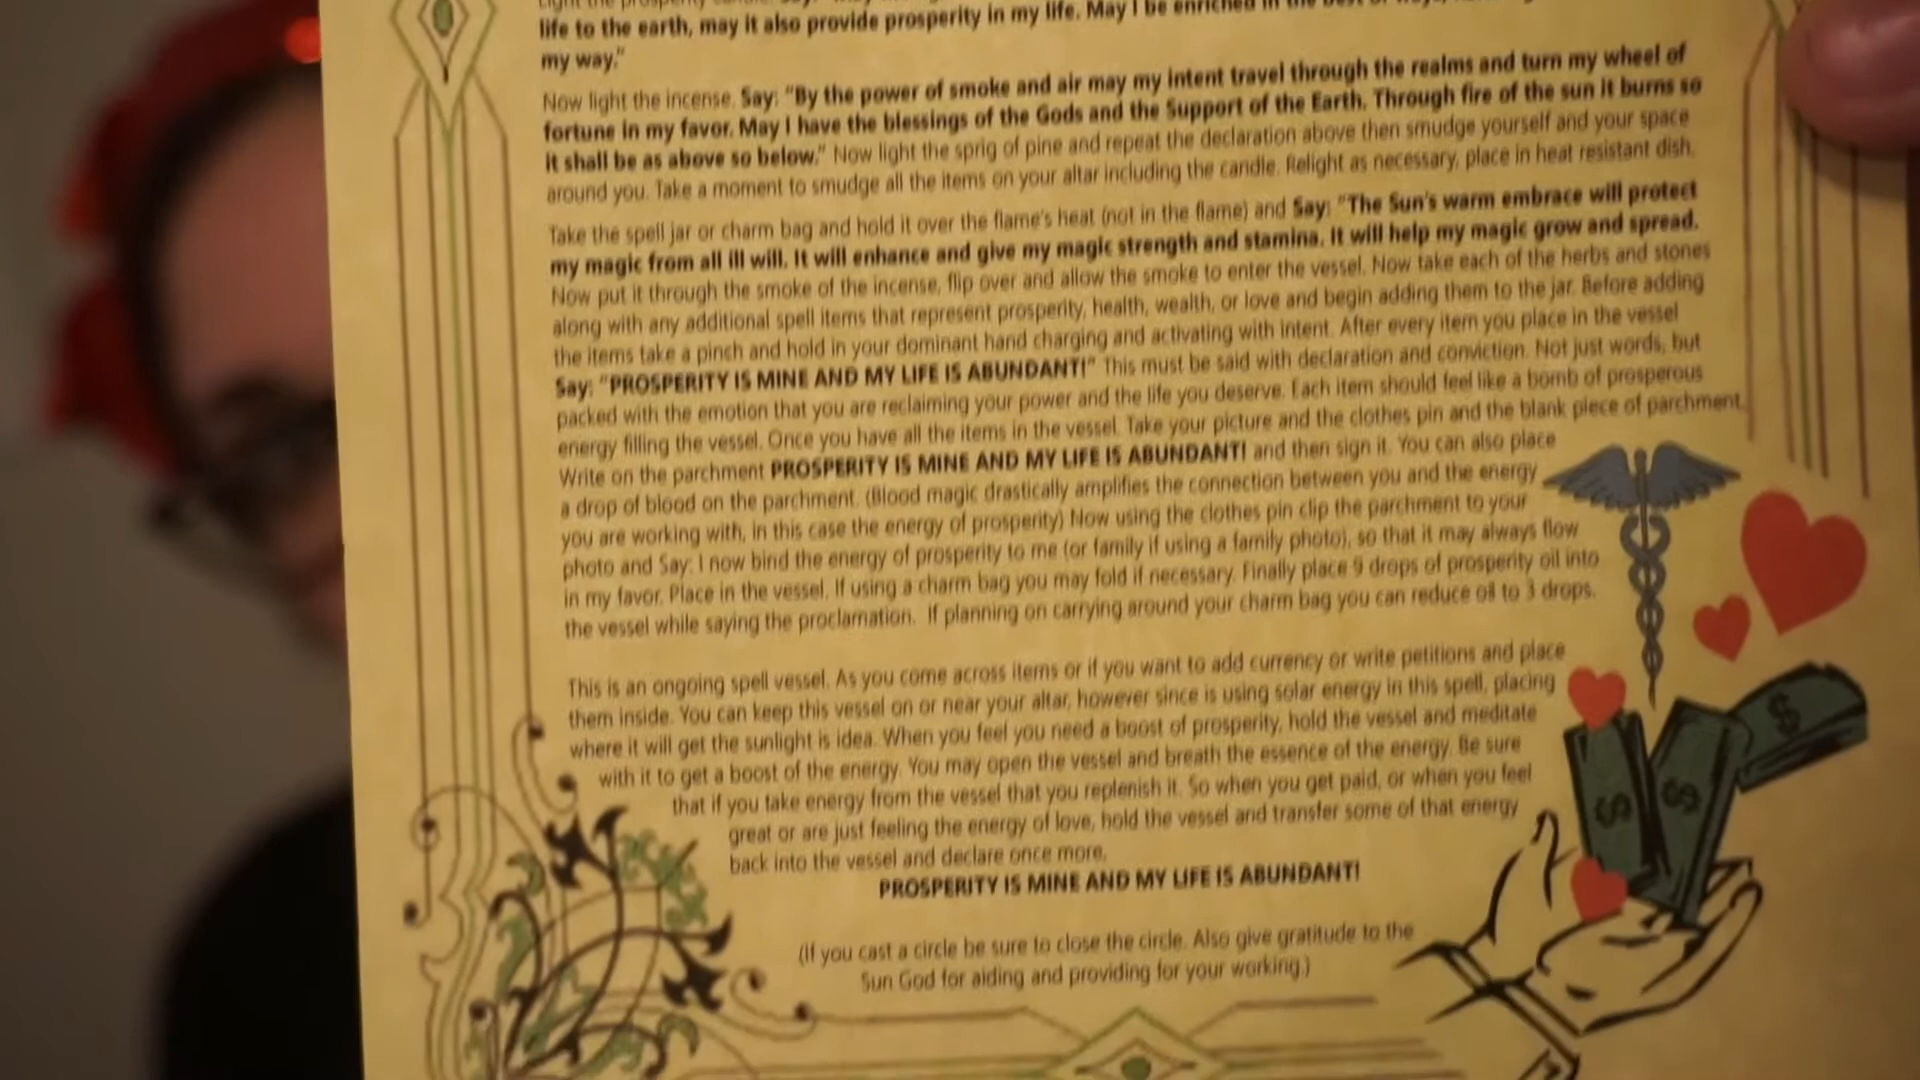 Light the prosperity candle. Say:
life to the earth, may it also provide prosperity in my life. May I be enriched in the best of ways,
my way."
Now light the incense. Say: "By the power of smoke and air may my intent travel through the realms and turn my wheel of
fortune in my favor. May I have the blessings of the Gods and the Support of the Earth. Through fire of the sun it burns so
it shall be as above so below." Now light the sprig of pine and repeat the declaration above then smudge yourself and your space
around you. Take a moment to smudge all the items on your altar including the candle. Relight as necessary, place in heat resistant dish.
Take the spell jar or charm bag and hold it over the flame's heat (not in the flame) and Say: "The Sun's warm embrace will protect
my magic from all ill will. It will enhance and give my magic strength and stamina. It will help my magic grow and spread.
Now put it through the smoke of the incense, flip over and allow the smoke to enter the vessel. Now take each of the herbs and stones
along with any additional spell items that represent prosperity, health, wealth, or love and begin adding them to the jar. Before adding
the items take a pinch and hold in your dominant hand charging and activating with intent. After every item you place in the vessel
Say: "PROSPERITY IS MINE AND MY LIFE IS ABUNDANT!" This must be said with declaration and conviction. Not just words, but
packed with the emotion that you are reclaiming your power and the life you deserve. Each item should feel like a bomb of prosperous
energy filling the vessel. Once you have all the items in the vessel. Take your picture and the clothes pin and the blank piece of parchment.
Write on the parchment PROSPERITY IS MINE AND MY LIFE IS ABUNDANT! and then sign it. You can also place
a drop of blood on the parchment. (Blood magic drastically amplifies the connection between you and the energy
you are working with, in this case the energy of prosperity) Now using the clothes pin clip the parchment to your
photo and Say: I now bind the energy of prosperity to me (or family if using a family photo), so that it may always flow
in my favor. Place in the vessel. If using a charm bag you may fold if necessary. Finally place 9 drops of prosperity oil into
the vessel while saying the proclamation. If planning on carrying around your charm bag you can reduce oil to 3 drops.
This is an ongoing spell vessel. As you come across items or if you want to add currency or write petitions and place
them inside. You can keep this vessel on or near your altar, however since is using solar energy in this spell, placing
where it will get the sunlight is idea. When you feel you need a boost of prosperity, hold the vessel and meditate
with it to get a boost of the energy. You may open the vessel and breath the essence of the energy. Be sure
that if you take energy from the vessel that you replenish it. So when you get paid, or when you feel
great or are just feeling the energy of love, hold the vessel and transfer some of that energy
back into the vessel and declare once more,
PROSPERITY IS MINE AND MY LIFE IS ABUNDANT!
(If you cast a circle be sure to close the circle. Also give gratitude to the
Sun God for aiding and providing for your working.)
$
$
$